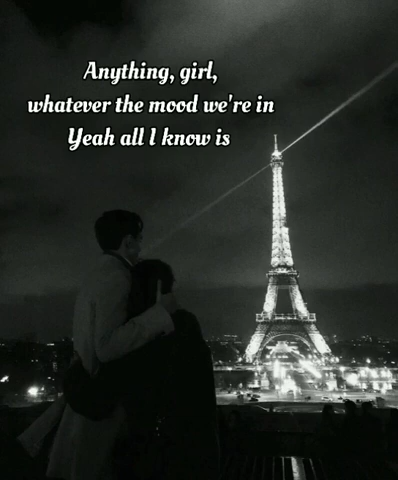 Anything, girl,
whatever the mood we're in
Yeah all I know is